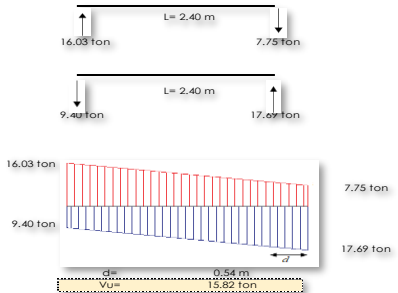 L= 2.40 m
16.03 ton 7.75 ton
L= 2.40 m
9.40 ton 17.69 ton
16.03 ton
7.75 ton
9.40 ton
17.69 ton
d
d= 0.54 m
Vu= 15.82 ton